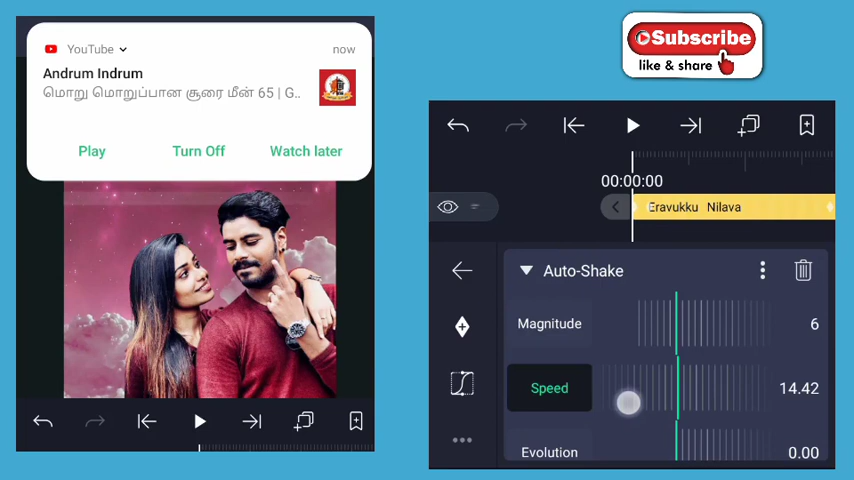 YouTube
now
Andrum Indrum
மொறு மொறுப்பான சூரை மீன் 65 | G..
Play Turn Off Watch later
Subscribe
like & share
00:00:00
Eravukku Nilava
Auto-Shake
Magnitude 6
Speed 14.42
Evolution 0.00